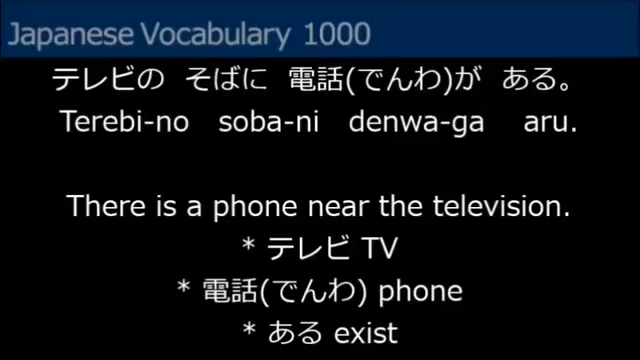 Japanese Vocabulary 1000
テレビの そばに 電話(でんわ)が ある。
Terebi-no soba-ni denwa-ga aru.
There is a phone near the television.
* テレビ TV
* 電話(でんわ) phone
* ある exist